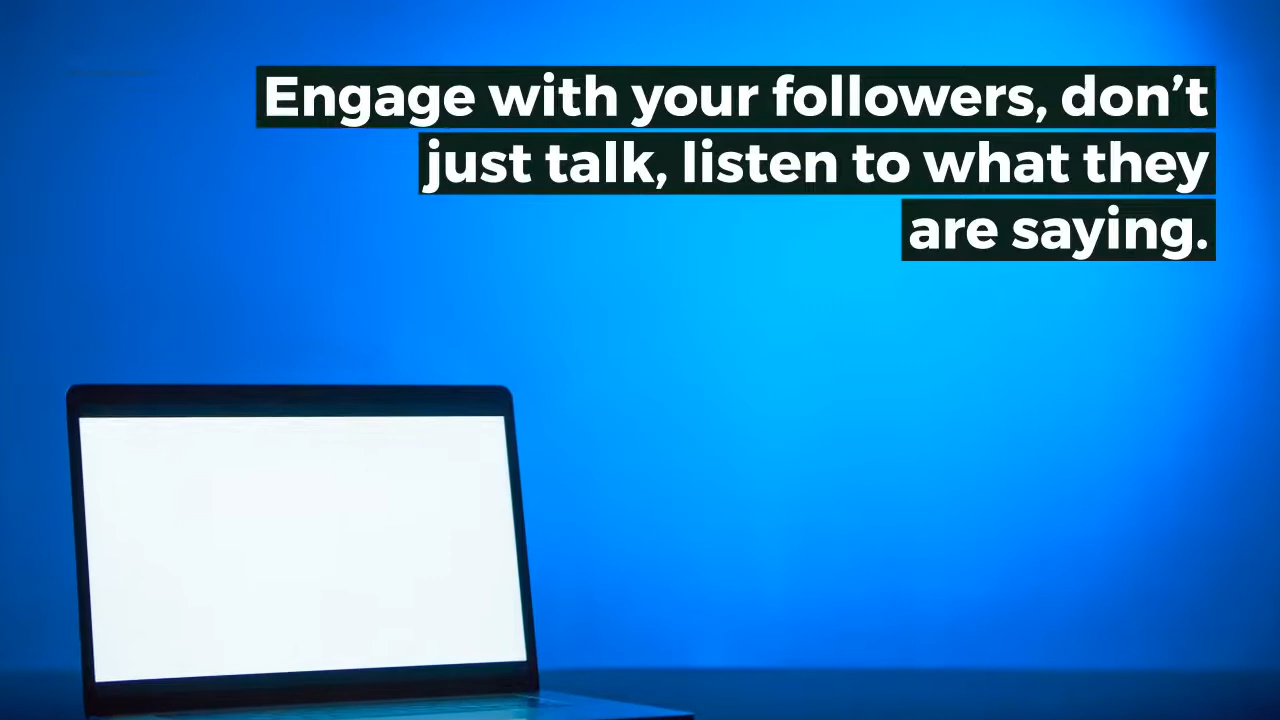 Engage with your followers, don’t
just talk, listen to what they
are saying.